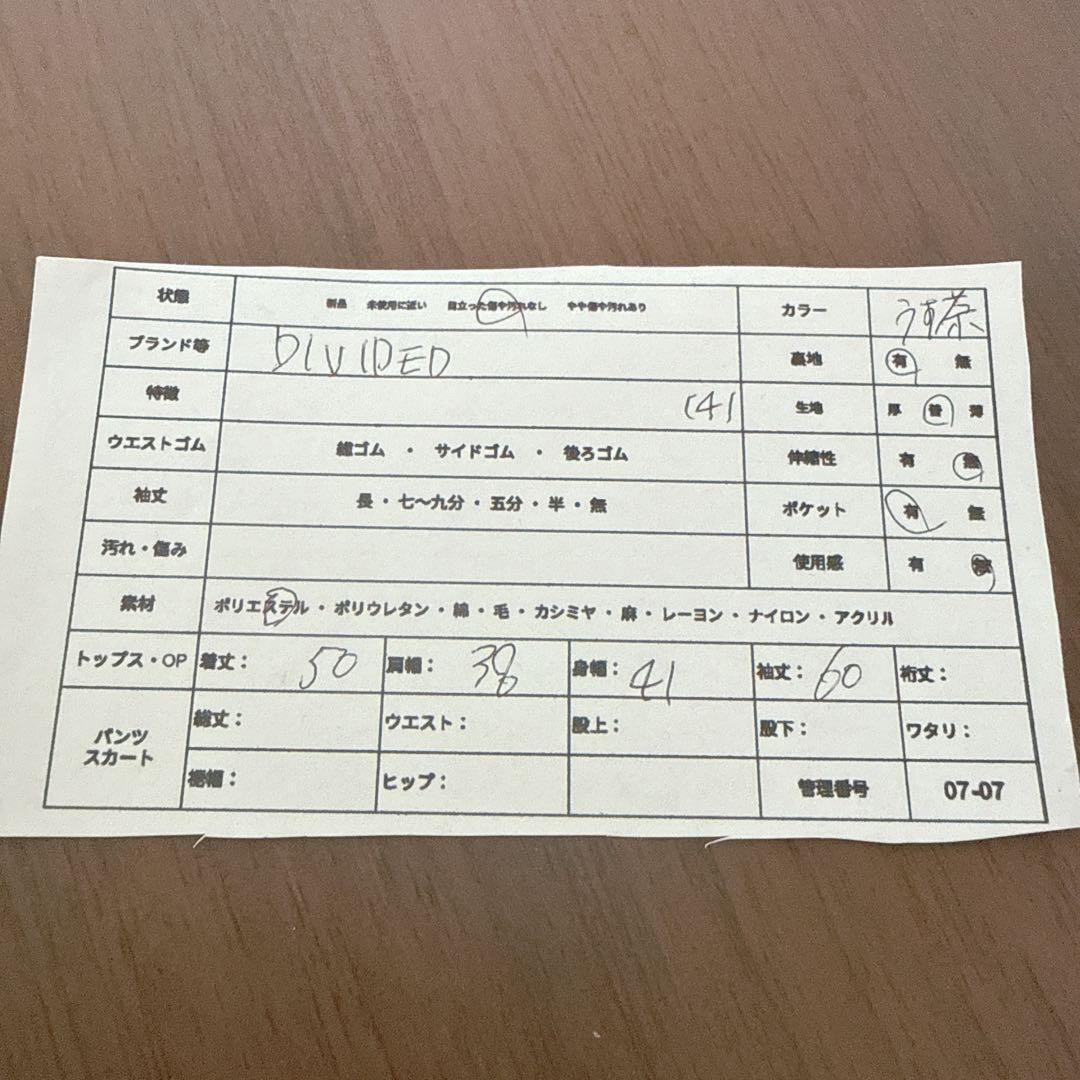 状態 新品 未使用に近い 目立った傷や汚れなし やや傷や汚れあり カラー うす茶
ブランド等 DIVIDED 裏地 有 無
特徴 (4) 生地 厚 普 薄
ウエストゴム 総ゴム ・ サイドゴム ・ 後ろゴム 伸縮性 有 無
袖丈 長 ・ 七〜九分 ・ 五分 ・ 半 ・ 無 ポケット 有 無
汚れ・傷み 使用感 有 無
素材 ポリエステル ・ ポリウレタン ・ 綿 ・ 毛 ・ カシミヤ ・ 麻 ・ レーヨン ・ ナイロン ・ アクリル
トップス・OP 着丈： 50 肩幅： 38 身幅： 41 袖丈： 60 裄丈：
パンツ
スカート
総丈： ウエスト： 股上： 股下： ワタリ：
裾幅： ヒップ： 管理番号 07-07